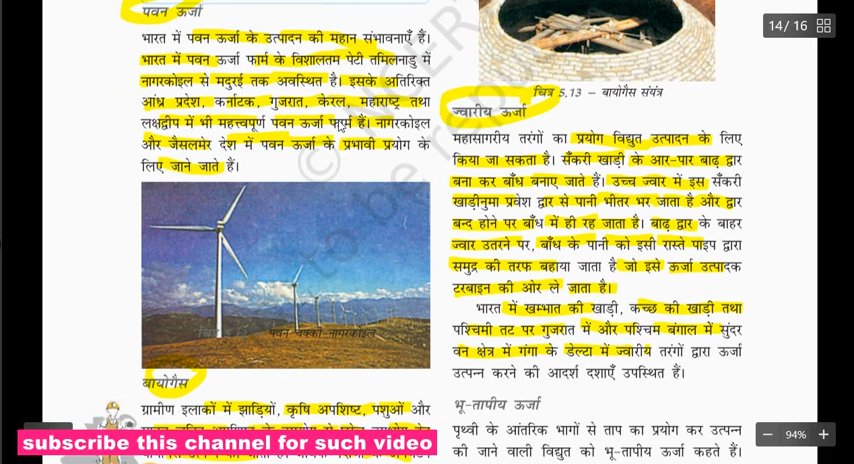 पवन ऊर्जा
भारत में पवन ऊर्जा के उत्पादन की महान संभावनाएँ हैं।
भारत में पवन ऊर्जा फार्म के विशालतम पेटी तमिलनाडु में
नागरकोइल से मदुरई तक अवस्थित है। इसके अतिरिक्त
आंध्र प्रदेश, कर्नाटक, गुजरात, केरल, महाराष्ट्र तथा
लक्षद्वीप में भी महत्त्वपूर्ण पवन ऊर्जा फार्म हैं। नागरकोइल
और जैसलमेर देश में पवन ऊर्जा के प्रभावी प्रयोग के
लिए जाने जाते हैं।
पवन चक्की नागरकोइल
बायोगैस
ग्रामीण इलाकों में झाड़ियों, कृषि अपशिष्ट, पशुओं और
चित्र 5.13 – बायोगैस संयंत्र
ज्वारीय ऊर्जा
महासागरीय तरंगों का प्रयोग विद्युत उत्पादन के लिए
किया जा सकता है। सँकरी खाड़ी के आर-पार बाढ़ द्वार
बना कर बाँध बनाए जाते हैं। उच्च ज्वार में इस सँकरी
खाड़ीनुमा प्रवेश द्वार से पानी भीतर भर जाता है और द्वार
बन्द होने पर बाँध में ही रह जाता है। बाढ़ द्वार के बाहर
ज्वार उतरने पर, बाँध के पानी को इसी रास्ते पाइप द्वारा
समुद्र की तरफ बहाया जाता है जो इसे ऊर्जा उत्पादक
टरबाइन की ओर ले जाता है।
भारत में खम्भात की खाड़ी, कच्छ की खाड़ी तथा
पश्चिमी तट पर गुजरात में और पश्चिम बंगाल में सुंदर
वन क्षेत्र में गंगा के डेल्टा में ज्वारीय तरंगों द्वारा ऊर्जा
उत्पन्न करने की आदर्श दशाएँ उपस्थित हैं।
भू-तापीय ऊर्जा
पृथ्वी के आंतरिक भागों से ताप का प्रयोग कर उत्पन्न
की जाने वाली विद्युत को भू-तापीय ऊर्जा कहते हैं।
© NCERT
to be repu
14 / 16
94%
subscribe this channel for such video